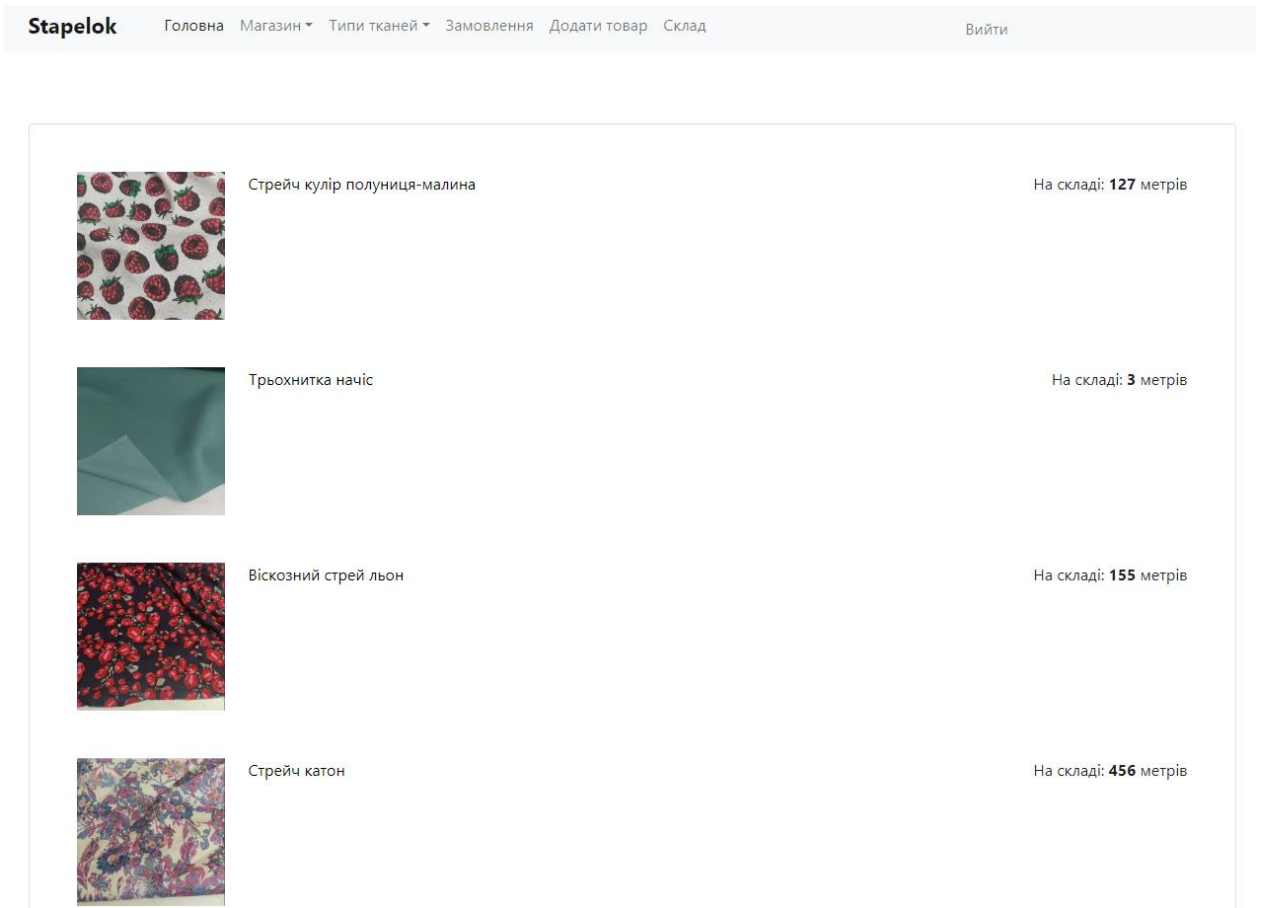 Stapelok Головна Магазин Типи тканей Замовлення Додати товар Склад Вийти
Стрейч кулір полуниця-малина На складі: 127 метрів
Трьохнитка начіс На складі: 3 метрів
Віскозний стрей льон На складі: 155 метрів
Стрейч катон На складі: 456 метрів